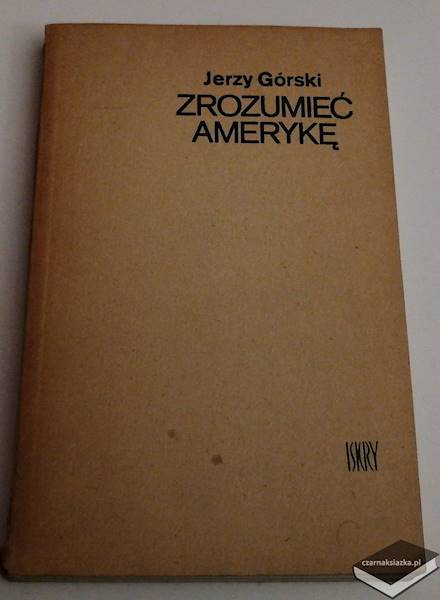 Jerzy Górski
ZROZUMIEĆ
AMERYKĘ
ISKRY
czarnaksiazka.pl